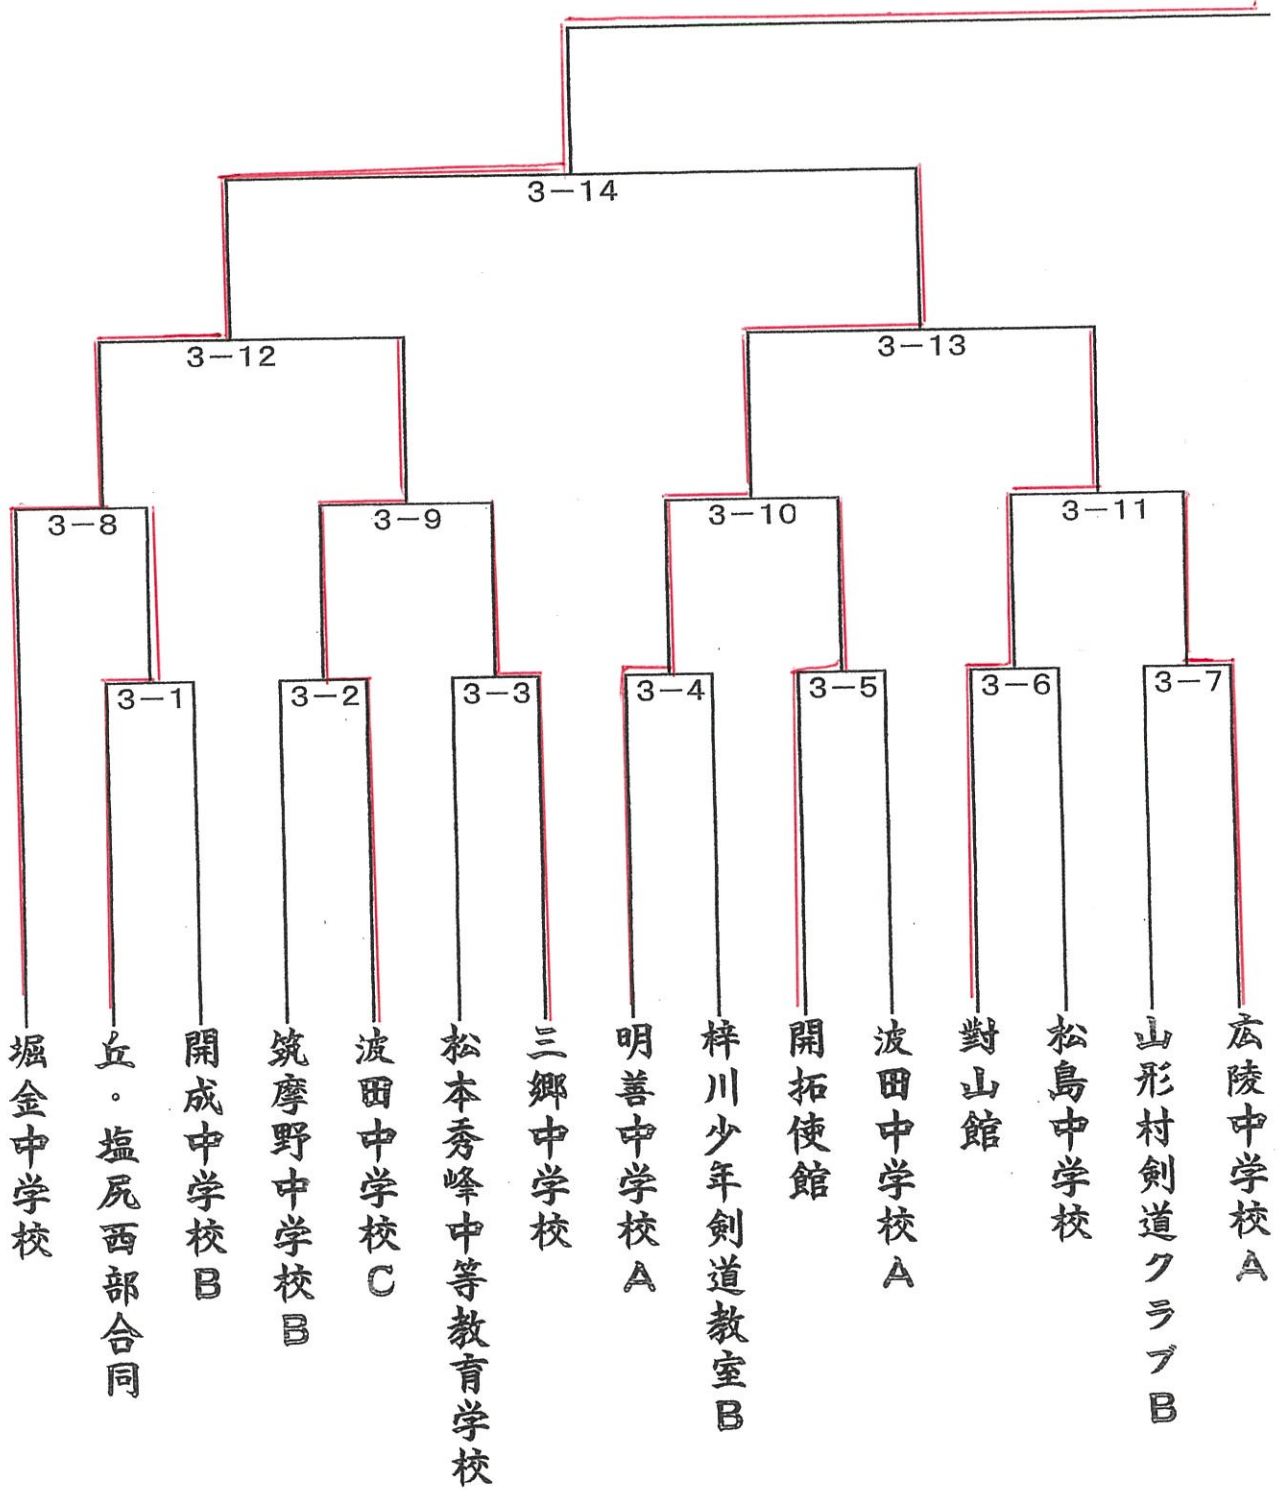 3－14
3－12
3－13
3－8
3－9
3－10
3－11
3－1
3－2
3－3
3－4
3－5
3－6
3－7
堀金中学校
丘・塩尻西部合同
開成中学校B
筑摩野中学校B
波田中学校C
松本秀峰中等教育学校
三郷中学校
明善中学校A
梓川少年剣道教室B
開拓使館
波田中学校A
對山館
松島中学校
山形村剣道クラブB
広陵中学校A